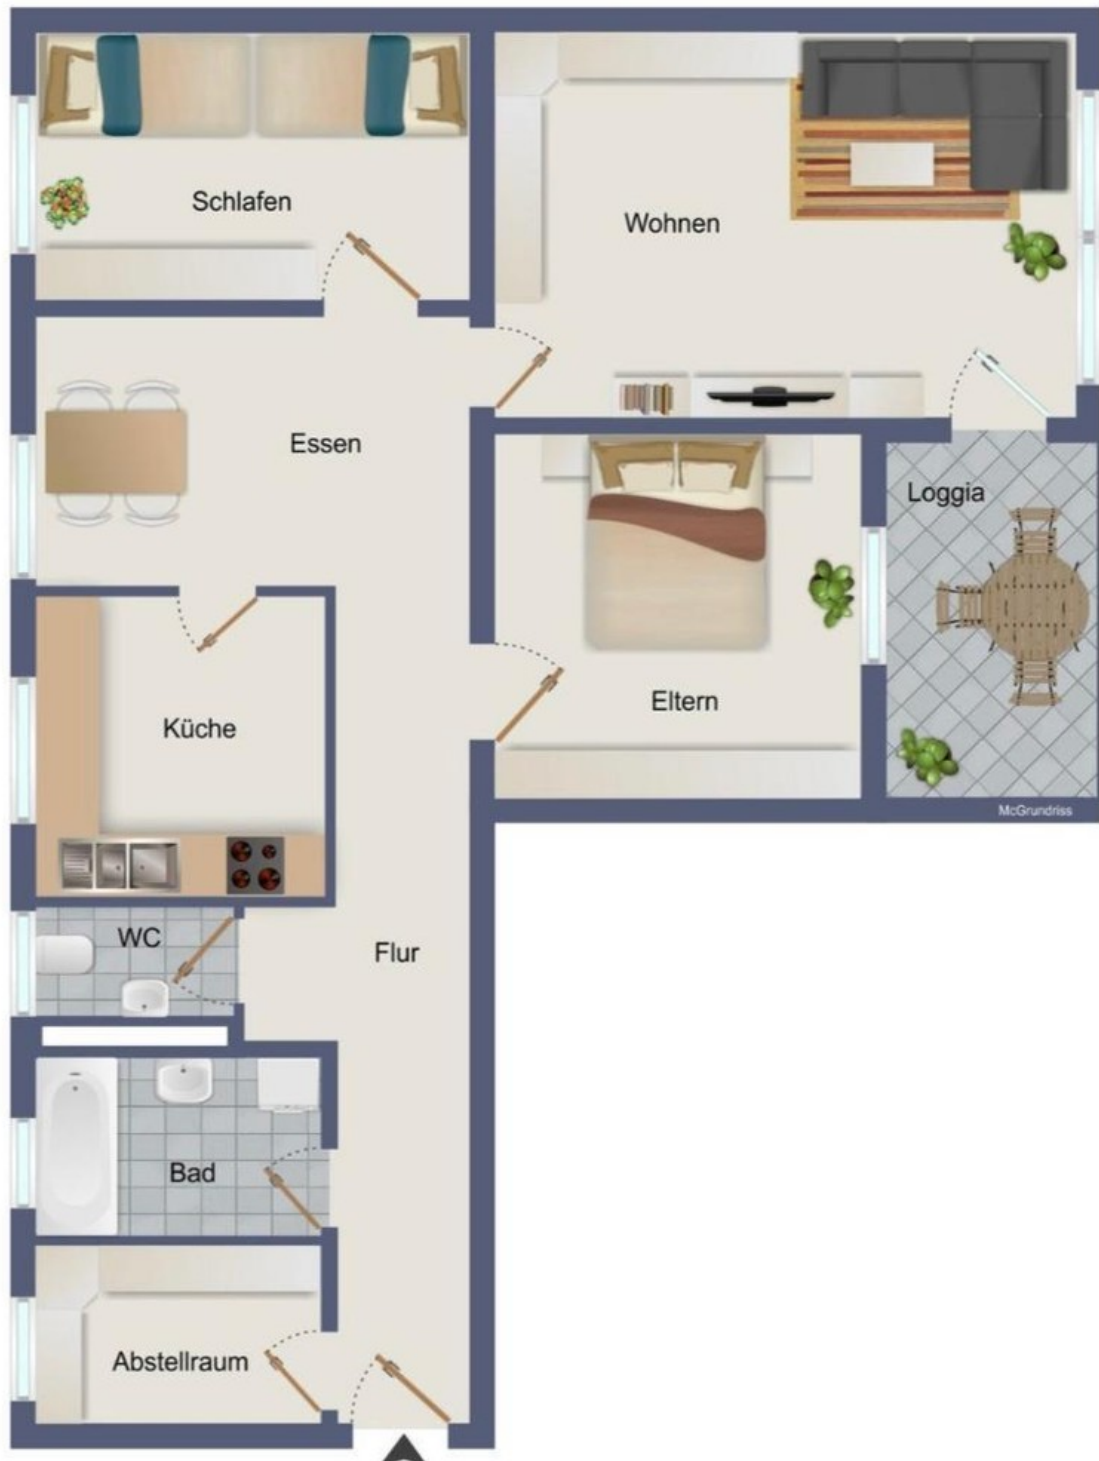 Schlafen
Wohnen
Essen
Loggia
Eltern
Küche
McGrundriss
WC
Flur
Bad
Abstellraum